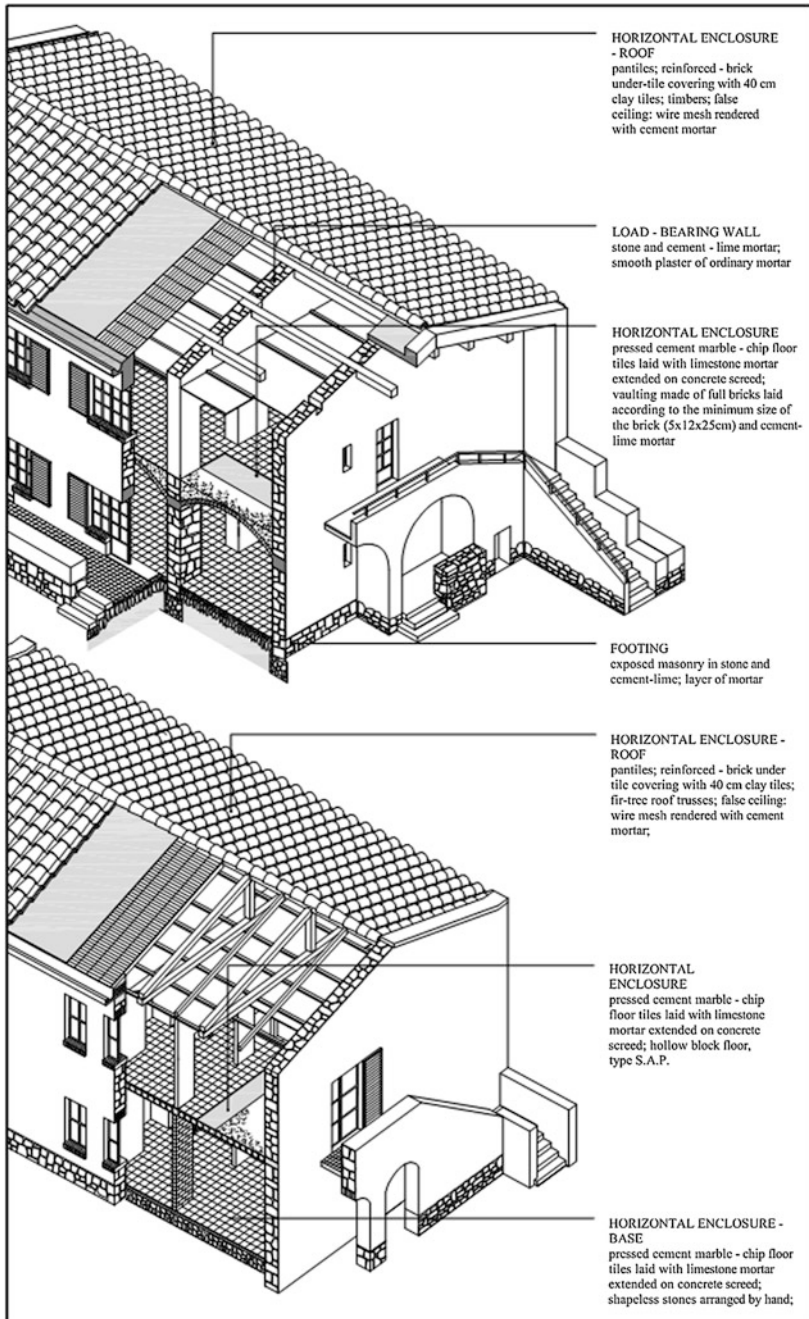 HORIZONTAL ENCLOSURE
- ROOF
pantiles; reinforced - brick
under-tile covering with 40 cm
clay tiles; timbers; false
ceiling: wire mesh rendered
with cement mortar
LOAD - BEARING WALL
stone and cement - lime mortar;
smooth plaster of ordinary mortar
HORIZONTAL ENCLOSURE
pressed cement marble - chip floor
tiles laid with limestone mortar
extended on concrete screed;
vaulting made of full bricks laid
according to the minimum size of
the brick (5x12x25cm) and cement-
lime mortar
FOOTING
exposed masonry in stone and
cement-lime; layer of mortar
HORIZONTAL ENCLOSURE -
ROOF
pantiles; reinforced - brick under
tile covering with 40 cm clay tiles;
fir-tree roof trusses; false ceiling:
wire mesh rendered with cement
mortar;
HORIZONTAL
ENCLOSURE
pressed cement marble - chip
floor tiles laid with limestone
mortar extended on concrete
screed; hollow block floor,
type S.A.P.
HORIZONTAL ENCLOSURE -
BASE
pressed cement marble - chip floor
tiles laid with limestone mortar
extended on concrete screed;
shapeless stones arranged by hand;